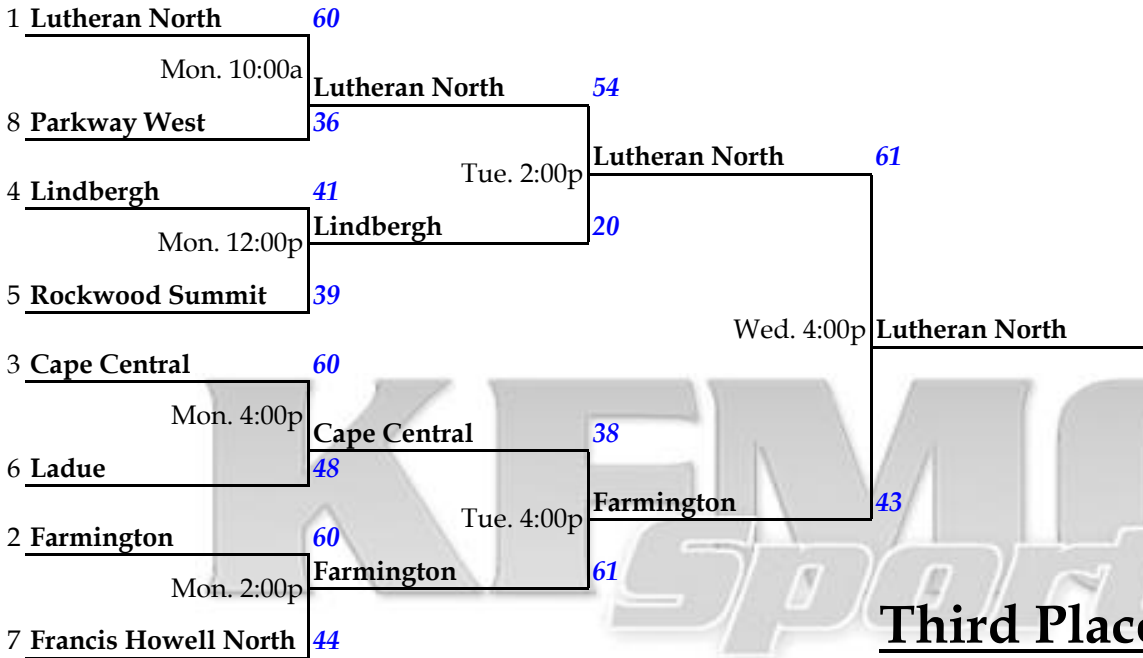 1 Lutheran North 60
Mon. 10:00a
Lutheran North 54
8 Parkway West 36
Tue. 2:00p
Lutheran North 61
4 Lindbergh 41
Mon. 12:00p
Lindbergh 20
5 Rockwood Summit 39
Wed. 4:00p
Lutheran North
3 Cape Central 60
Mon. 4:00p
Cape Central 38
6 Ladue 48
Tue. 4:00p
Farmington 43
2 Farmington 60
Mon. 2:00p
Farmington 61
7 Francis Howell North 44
Third Place